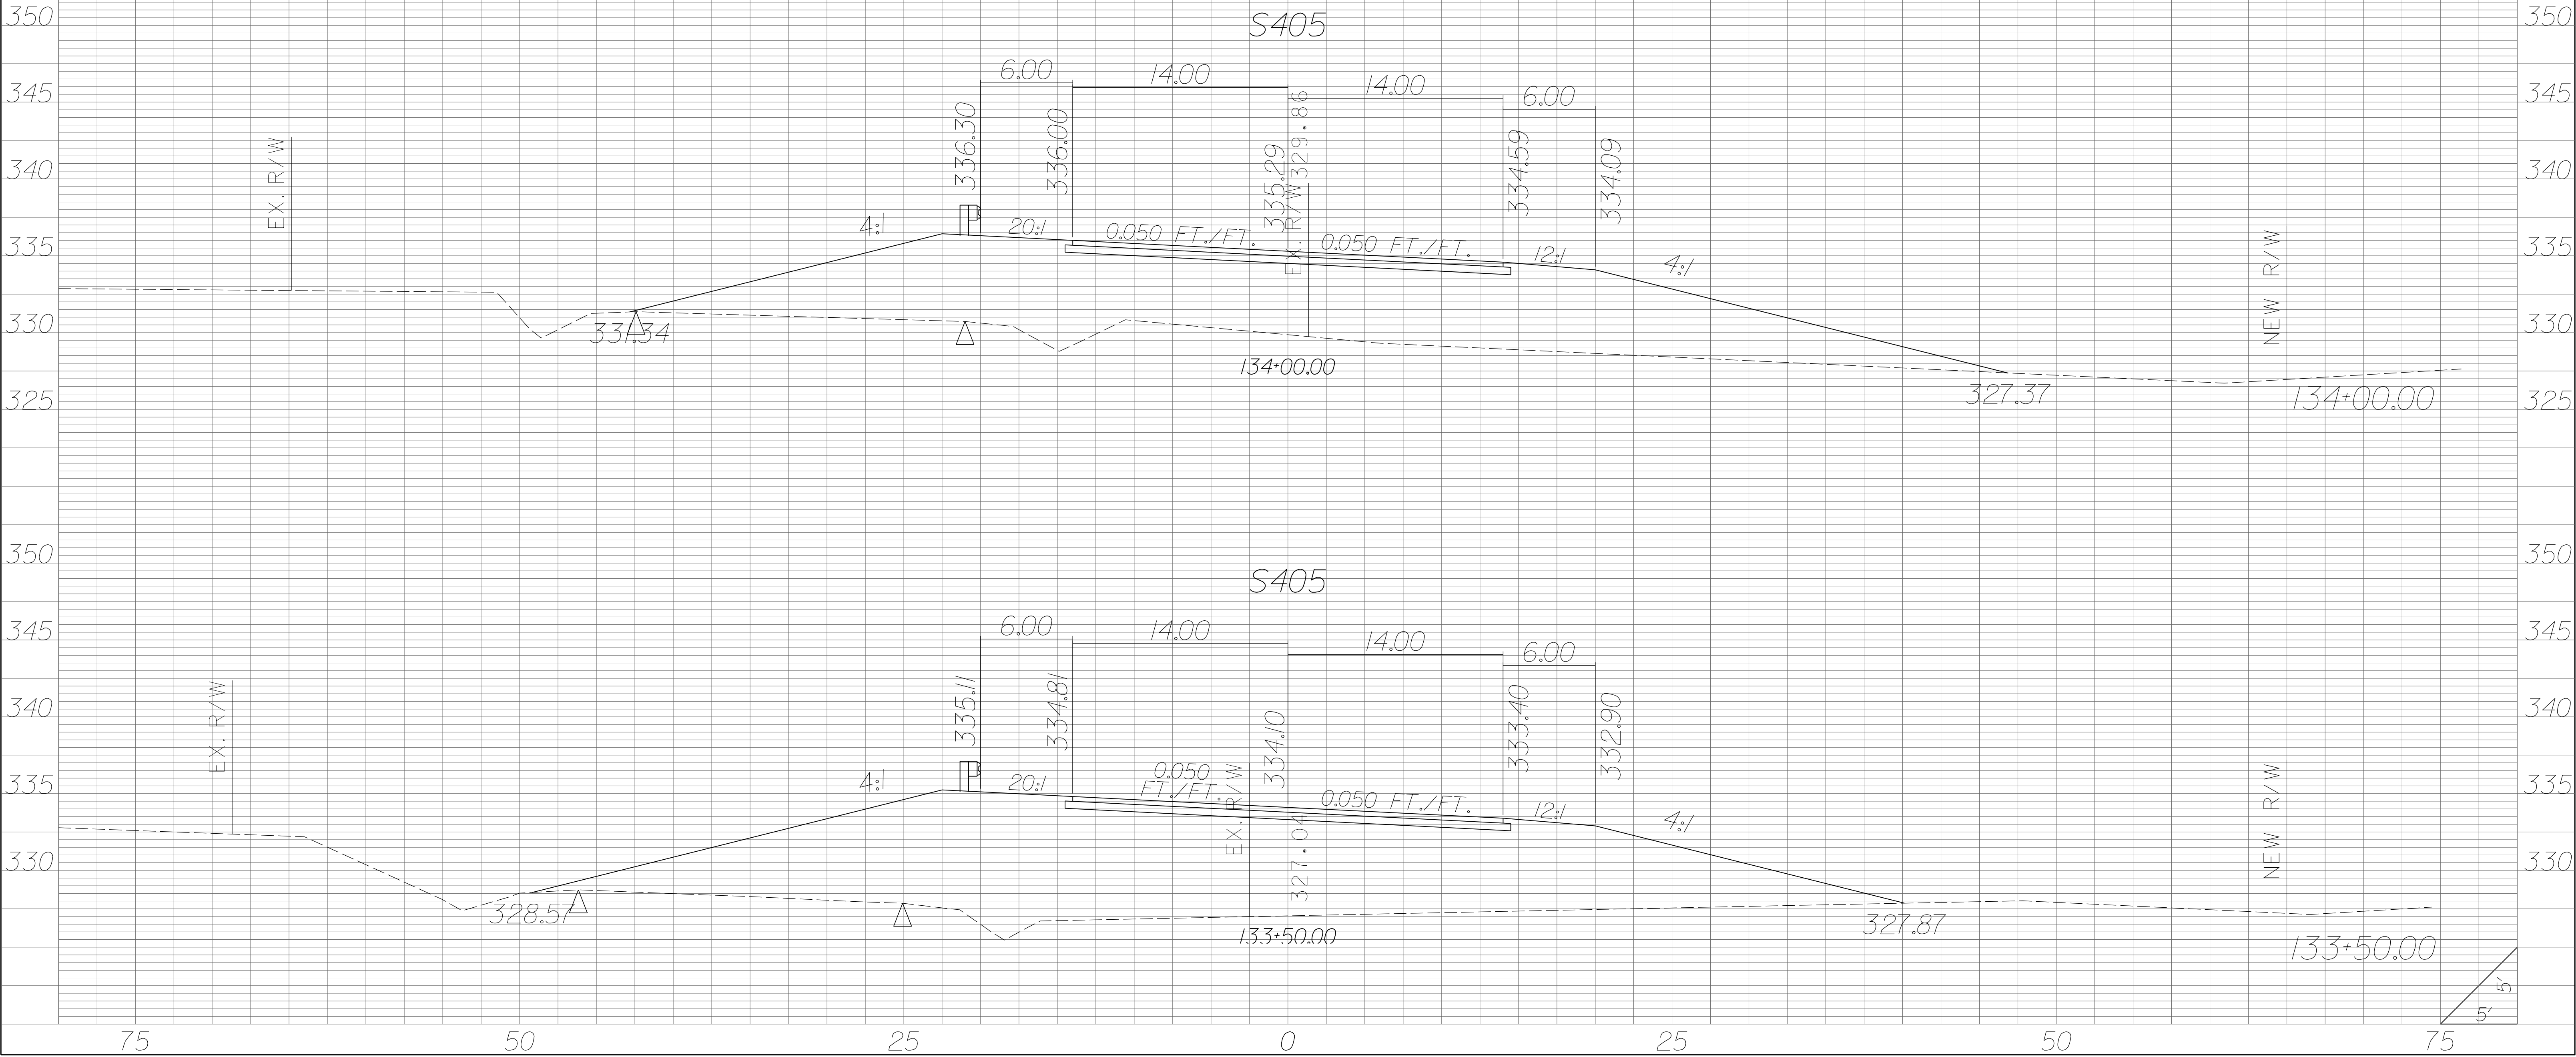 350 S405 350
6.00 14.00 14.00 6.00
345 345
336.30 336.00 335.29 329.86 334.59 334.09
EX.R/W EX.R/W NEW R/W
340 340
4:1 20:1 0.050 FT./FT. 0.050 FT./FT. 12:1 4:1
335 335
330 331.34 330
134+00.00
325 327.37 134+00.00 325
350 350
S405
6.00 14.00 14.00 6.00
345 345
335.11 334.81 334.10 333.40 332.90
EX.R/W EX. R/W NEW R/W
340 340
4:1 20:1 0.050
FT./FT. 0.050 FT./FT. 12:1 4:1
335 335
327.04
330 330
328.57 327.87
133+50.00 133+50.00
5'
5'
75 50 25 0 25 50 75